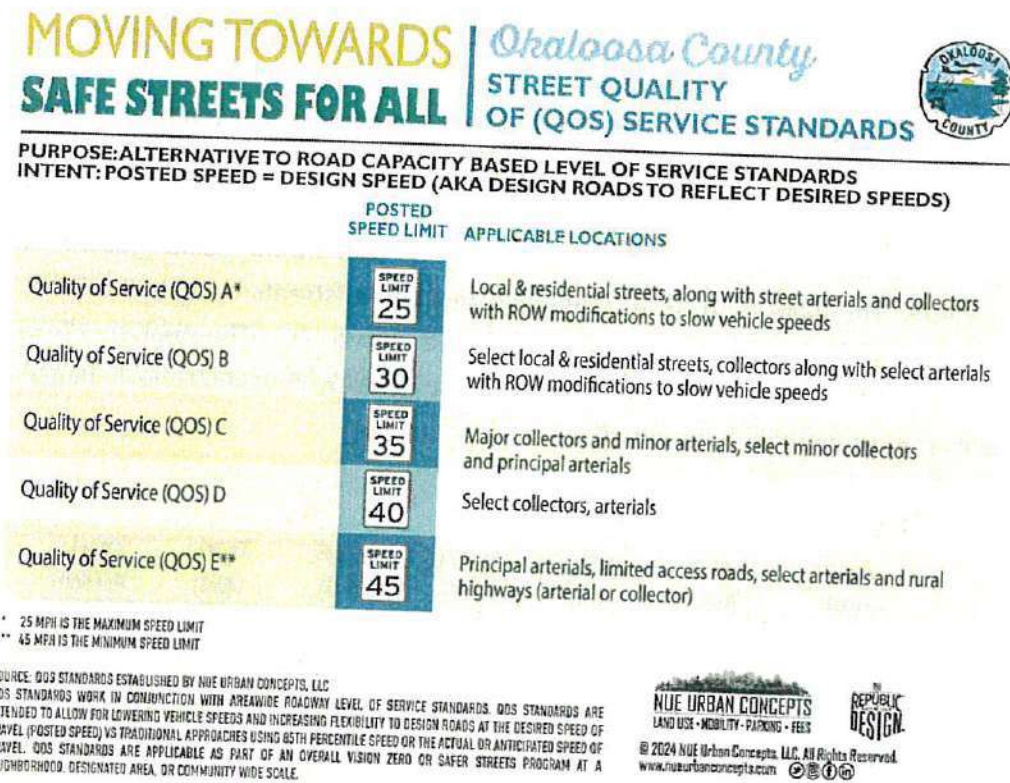 MOVING TOWARDS
SAFE STREETS FOR ALL
Okaloosa County
STREET QUALITY
OF (QOS) SERVICE STANDARDS
OKALOOSA
COUNTY
PURPOSE: ALTERNATIVE TO ROAD CAPACITY BASED LEVEL OF SERVICE STANDARDS
INTENT: POSTED SPEED = DESIGN SPEED (AKA DESIGN ROADS TO REFLECT DESIRED SPEEDS)
POSTED
SPEED LIMIT
APPLICABLE LOCATIONS
Quality of Service (QOS) A*
SPEED
LIMIT
25
Local & residential streets, along with street arterials and collectors
with ROW modifications to slow vehicle speeds
Quality of Service (QOS) B
SPEED
LIMIT
30
Select local & residential streets, collectors along with select arterials
with ROW modifications to slow vehicle speeds
Quality of Service (QOS) C
SPEED
LIMIT
35
Major collectors and minor arterials, select minor collectors
and principal arterials
Quality of Service (QOS) D
SPEED
LIMIT
40
Select collectors, arterials
Quality of Service (QOS) E**
SPEED
LIMIT
45
Principal arterials, limited access roads, select arterials and rural
highways (arterial or collector)
* 25 MPH IS THE MAXIMUM SPEED LIMIT
** 45 MPH IS THE MINIMUM SPEED LIMIT
OURCE: QOS STANDARDS ESTABLISHED BY NUE URBAN CONCEPTS, LLC
OS STANDARDS WORK IN CONJUNCTION WITH AREAWIDE ROADWAY LEVEL OF SERVICE STANDARDS. QOS STANDARDS ARE
TENDED TO ALLOW FOR LOWERING VEHICLE SPEEDS AND INCREASING FLEXIBILITY TO DESIGN ROADS AT THE DESIRED SPEED OF
AVEL (POSTED SPEED) VS TRADITIONAL APPROACHES USING 85TH PERCENTILE SPEED OR THE ACTUAL OR ANTICIPATED SPEED OF
AVEL. QOS STANDARDS ARE APPLICABLE AS PART OF AN OVERALL VISION ZERO OR SAFER STREETS PROGRAM AT A
IGHBORHOOD, DESIGNATED AREA, OR COMMUNITY WIDE SCALE.
NUE URBAN CONCEPTS
LAND USE • MOBILITY • PARKING • FEES
REPUBLIC
DESIGN.
© 2024 NUE Urban Concepts, LLC. All Rights Reserved.
www.nueurbanconcepts.com